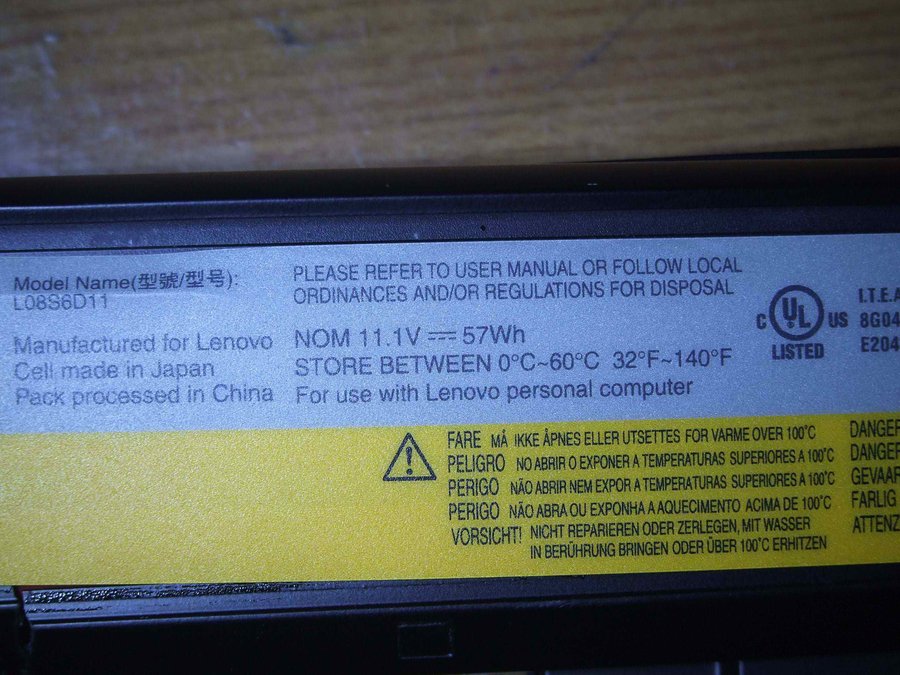 Model Name(型號/型号):
L08S6D11
Manufactured for Lenovo
Cell made in Japan
Pack processed in China
PLEASE REFER TO USER MANUAL OR FOLLOW LOCAL
ORDINANCES AND/OR REGULATIONS FOR DISPOSAL
NOM 11.1V ⎓ 57Wh
STORE BETWEEN 0°C~60°C 32°F~140°F
For use with Lenovo personal computer
C UL US
LISTED
I.T.E.A
8G04
E204
FARE MÅ IKKE ÅPNES ELLER UTSETTES FOR VARME OVER 100°C
PELIGRO NO ABRIR O EXPONER A TEMPERATURAS SUPERIORES A 100°C
PERIGO NÃO ABRIR NEM EXPOR A TEMPERATURAS SUPERIORES A 100°C
PERIGO NÃO ABRA OU EXPONHA A AQUECIMENTO ACIMA DE 100°C
VORSICHT! NICHT REPARIEREN ODER ZERLEGEN, MIT WASSER
IN BERÜHRUNG BRINGEN ODER ÜBER 100°C ERHITZEN
DANGER
DANGER
GEVAAR
FARLIG
ATTENZ